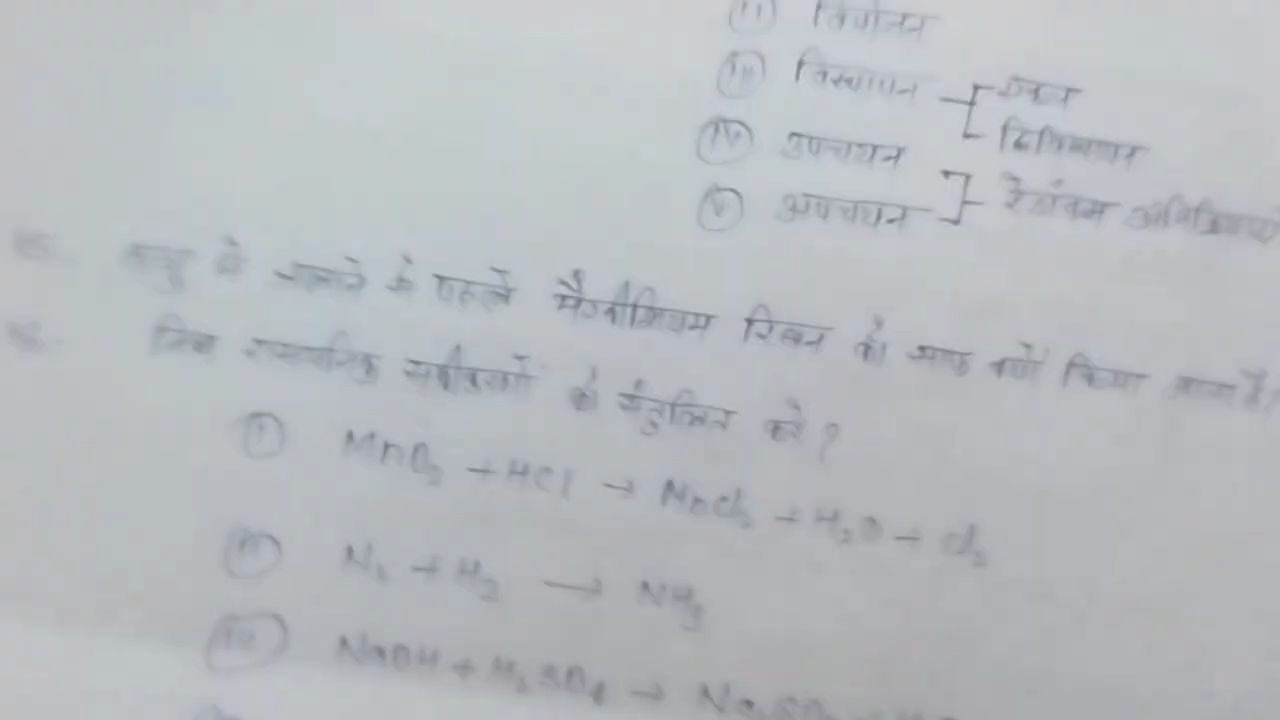 (ii) वियोजन
(iii) विस्थापन एकल
द्विविस्थापन
(iv) उपचयन
(v) अपचयन रेडॉक्स अभिक्रियाएं
वायु में जलाने से पहले मैग्नीशियम रिबन को साफ क्यों किया जाता है?
निम्न रासायनिक समीकरणों को संतुलित करे?
(i) MnO₂ + HCl → MnCl₂ + H₂O + Cl₂
(ii) N₂ + H₂ → NH₃
(iii) NaOH + H₂SO₄ → Na₂SO₄ +